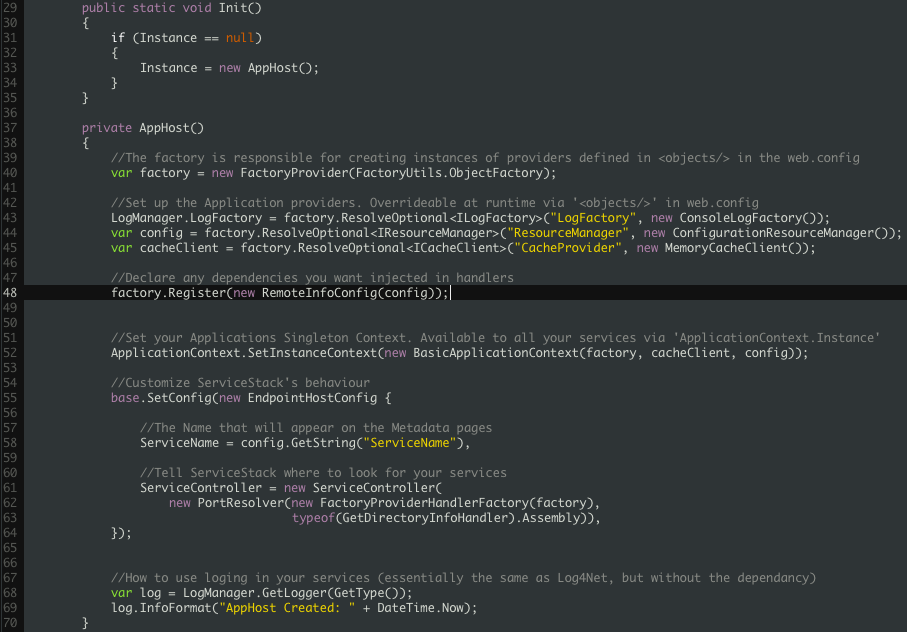 29 public static void Init()
30 {
31 if (Instance == null)
32 {
33 Instance = new AppHost();
34 }
35 }
36
37 private AppHost()
38 {
39 //The factory is responsible for creating instances of providers defined in <objects/> in the web.config
40 var factory = new FactoryProvider(FactoryUtils.ObjectFactory);
41
42 //Set up the Application providers. Overrideable at runtime via '<objects/>' in web.config
43 LogManager.LogFactory = factory.ResolveOptional<ILogFactory>("LogFactory", new ConsoleLogFactory());
44 var config = factory.ResolveOptional<IResourceManager>("ResourceManager", new ConfigurationResourceManager());
45 var cacheClient = factory.ResolveOptional<ICacheClient>("CacheProvider", new MemoryCacheClient());
46
47 //Declare any dependencies you want injected in handlers
48 factory.Register(new RemoteInfoConfig(config));
49
50
51 //Set your Applications Singleton Context. Available to all your services via 'ApplicationContext.Instance'
52 ApplicationContext.SetInstanceContext(new BasicApplicationContext(factory, cacheClient, config));
53
54 //Customize ServiceStack's behaviour
55 base.SetConfig(new EndpointHostConfig {
56
57 //The Name that will appear on the Metadata pages
58 ServiceName = config.GetString("ServiceName"),
59
60 //Tell ServiceStack where to look for your services
61 ServiceController = new ServiceController(
62 new PortResolver(new FactoryProviderHandlerFactory(factory),
63 typeof(GetDirectoryInfoHandler).Assembly)),
64 });
65
66
67 //How to use loging in your services (essentially the same as Log4Net, but without the dependancy)
68 var log = LogManager.GetLogger(GetType());
69 log.InfoFormat("AppHost Created: " + DateTime.Now);
70 }